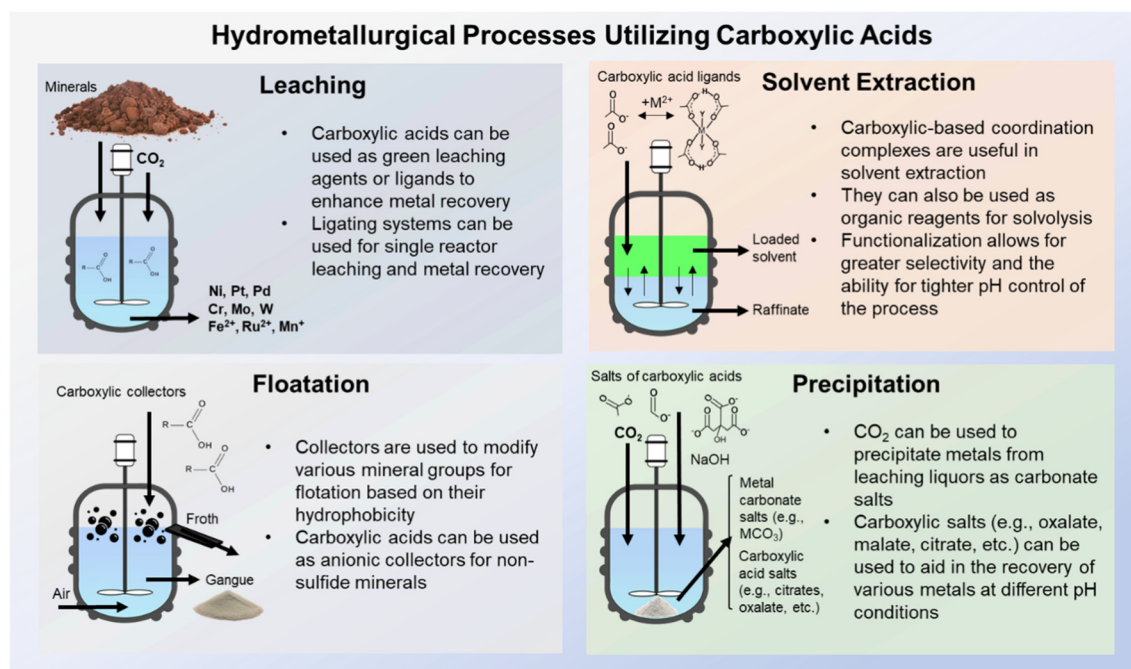 Hydrometallurgical Processes Utilizing Carboxylic Acids
Minerals
CO₂
Leaching
• Carboxylic acids can be
used as green leaching
agents or ligands to
enhance metal recovery
• Ligating systems can be
used for single reactor
leaching and metal recovery
R C O OH
R C O OH
Ni, Pt, Pd
Cr, Mo, W
Fe²⁺, Ru²⁺, Mn⁺
Carboxylic acid ligands
+M²⁺
Solvent Extraction
• Carboxylic-based coordination
complexes are useful in
solvent extraction
• They can also be used as
organic reagents for solvolysis
• Functionalization allows for
greater selectivity and the
ability for tighter pH control of
the process
O O⁻
O O⁻
O H O
O O
Y
M
Y
O O
O H O
Loaded
solvent
Raffinate
Carboxylic collectors
Floatation
• Collectors are used to modify
various mineral groups for
flotation based on their
hydrophobicity
• Carboxylic acids can be used
as anionic collectors for non-
sulfide minerals
R C O OH
R C O OH
Froth
Gangue
Air
Salts of carboxylic acids
CO₂
NaOH
Precipitation
• CO₂ can be used to
precipitate metals from
leaching liquors as carbonate
salts
• Carboxylic salts (e.g., oxalate,
malate, citrate, etc.) can be
used to aid in the recovery of
various metals at different pH
conditions
Metal
carbonate
salts (e.g.,
MCO₃)
Carboxylic
acid salts
(e.g., citrates,
oxalate, etc.)